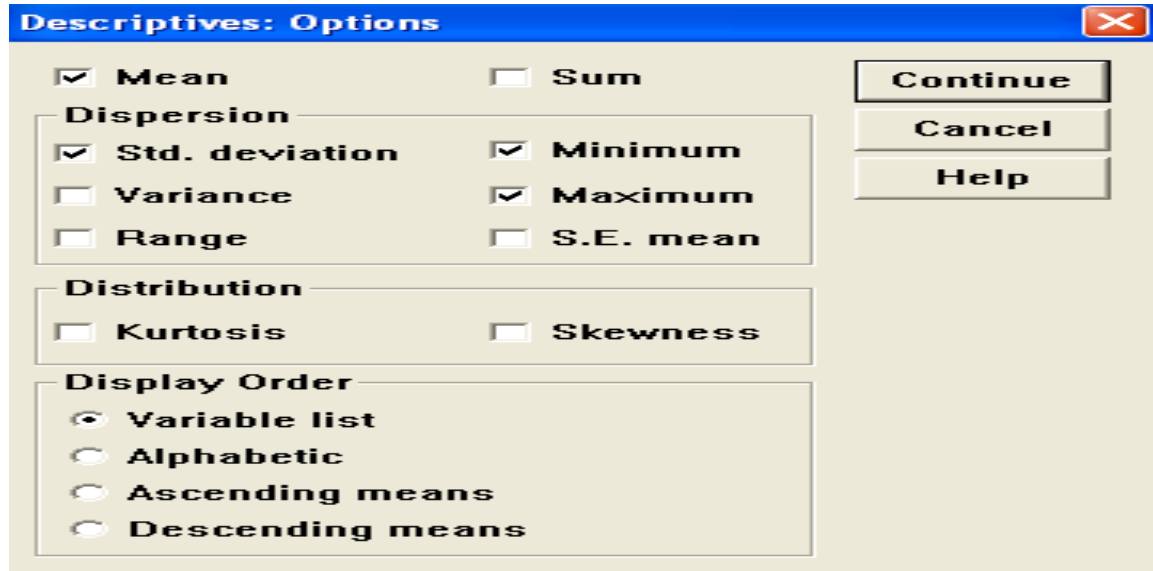 Descriptives: Options
Mean
Sum
Continue
Dispersion
Cancel
Std. deviation
Minimum
Help
Variance
Maximum
Range
S.E. mean
Distribution
Kurtosis
Skewness
Display Order
Variable list
Alphabetic
Ascending means
Descending means